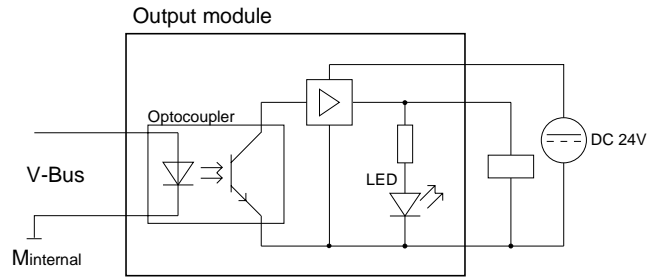 Output module
Optocoupler
DC 24V
V-Bus
LED
Minternal